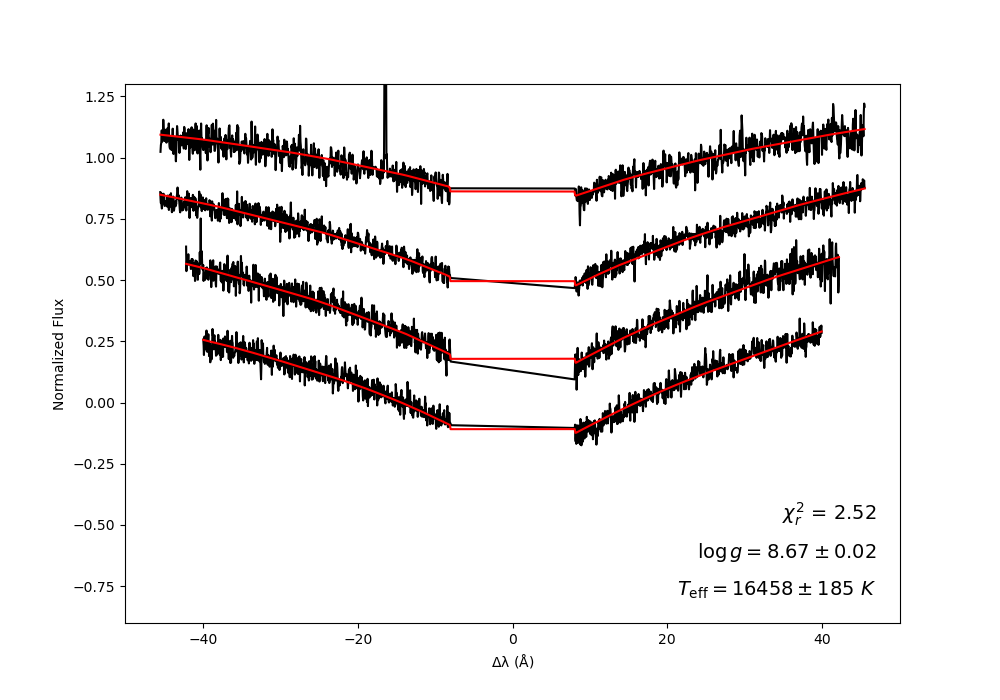 1.25
1.00
0.75
0.50
0.25
0.00
−0.25
−0.50
−0.75
Normalized Flux
χ²ᵣ = 2.52
log g = 8.67 ± 0.02
T_eff = 16458 ± 185 K
−40
−20
0
20
40
Δλ (Å)